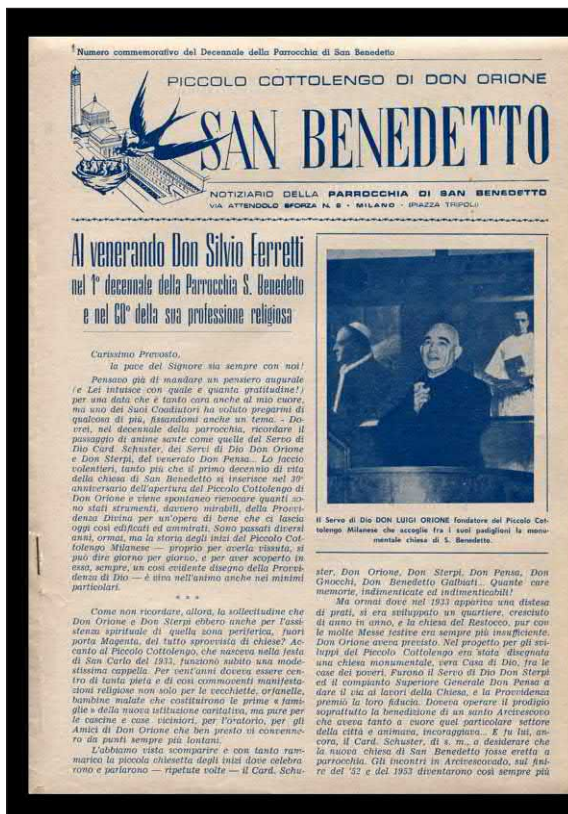 Numero commemorativo del Decennale della Parrocchia di San Benedetto
PICCOLO COTTOLENGO DI DON ORIONE
SAN BENEDETTO
NOTIZIARIO DELLA PARROCCHIA DI SAN BENEDETTO
VIA ATTENDOLO SFORZA N. 8 - MILANO - (PIAZZA TRIPOLI)
Al venerando Don Silvio Ferretti
nel 1° decennale della Parrocchia S. Benedetto
e nel 60° della sua professione religiosa
Carissimo Prevosto,
la pace del Signore sia sempre con noi!
Pensavo già di mandare un pensiero augurale
(e Lei intuisce con quale e quanta gratitudine!)
per una data che è tanto cara anche al mio cuore,
ma uno dei Suoi Coadiutori ha voluto pregarmi di
qualcosa di più, fissandomi anche un tema. - Do-
vrei, nel decennale della parrocchia, ricordare il
passaggio di anime sante come quelle del Servo di
Dio Card. Schuster, dei Servi di Dio Don Orione
e Don Sterpi, del venerato Don Pensa... Lo faccio
volentieri, tanto più che il primo decennio di vita
della chiesa di San Benedetto si inserisce nel 30°
anniversario dell'apertura del Piccolo Cottolengo di
Don Orione e viene spontaneo rievocare quanti so-
no stati strumenti, davvero mirabili, della Provvi-
denza Divina per un'opera di bene che ci lascia
oggi così edificati ed ammirati. Sono passati diversi
anni, ormai, ma la storia degli inizi del Piccolo Cot-
tolengo Milanese — proprio per averla vissuta, si
può dire giorno per giorno, e per aver scoperto in
essa, sempre, un così evidente disegno della Provvi-
denza di Dio — è viva nell'animo anche nei minimi
particolari.
* * *
Come non ricordare, allora, la sollecitudine che
Don Orione e Don Sterpi ebbero anche per l'assi-
stenza spirituale di quella zona periferica, fuori
porta Magenta, del tutto sprovvista di chiese? Ac-
canto al Piccolo Cottolengo, che nasceva nella festa
di San Carlo del 1933, funzionò subito una mode-
stissima cappella. Per vent'anni doveva essere cen-
tro di tanta pietà e di così commoventi manifesta-
zioni religiose non solo per le vecchiette, orfanelle,
bambine malate che costituirono le prime « fami-
glie » della nuova istituzione caritativa, ma pure per
le cascine e case viciniori, per l'oratorio, per gli
Amici di Don Orione che ben presto vi convenne-
ro da punti sempre più lontani.
L'abbiamo vista scomparire e con tanto ram-
marico la piccola chiesetta degli inizi dove celebra-
rono e parlarono — ripetute volte — il Card. Schu-
Il Servo di Dio DON LUIGI ORIONE fondatore del Piccolo Cot-
tolengo Milanese che accoglie fra i suoi padiglioni la monu-
mentale chiesa di S. Benedetto.
ster, Don Orione, Don Sterpi, Don Pensa, Don
Gnocchi, Don Benedetto Galbiati... Quante care
memorie, indimenticate ed indimenticabili!
Ma ormai dove nel 1933 appariva una distesa
di prati, si era sviluppato un quartiere, cresciuto
di anno in anno, e la chiesa del Restocco, pur con
le molte Messe festive era sempre più insufficiente.
Don Orione aveva previsto. Nel progetto per gli svi-
luppi del Piccolo Cottolengo era stata disegnata
una chiesa monumentale, vera Casa di Dio, fra le
case dei poveri. Furono il Servo di Dio Don Sterpi
ed il compianto Superiore Generale Don Pensa a
dare il via ai lavori della Chiesa, e la Provvidenza
premiò la loro fiducia. Doveva operare il prodigio
soprattutto la benedizione di un santo Arcivescovo
che aveva tanto a cuore quel particolare settore
della città e animava, incoraggiava... E fu lui, an-
cora, il Card. Schuster, di s. m., a desiderare che
la nuova chiesa di San Benedetto fosse eretta a
parrocchia. Gli incontri in Arcivescovado, sul fini-
re del '52 e del 1953 diventarono così sempre più